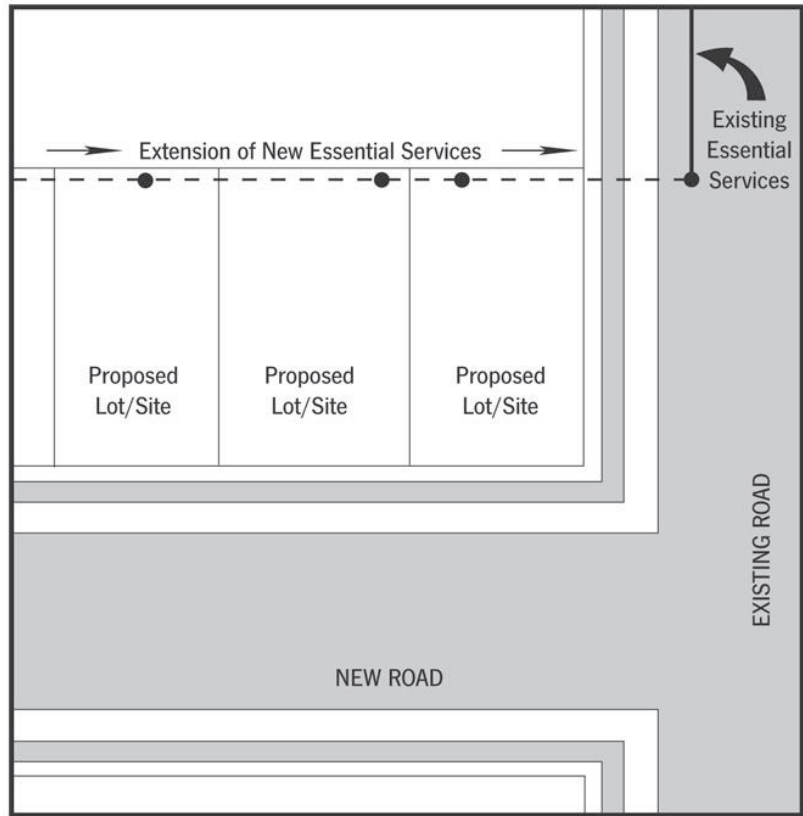 Existing
Essential
Services
Extension of New Essential Services
Proposed
Lot/Site
Proposed
Lot/Site
Proposed
Lot/Site
EXISTING ROAD
NEW ROAD